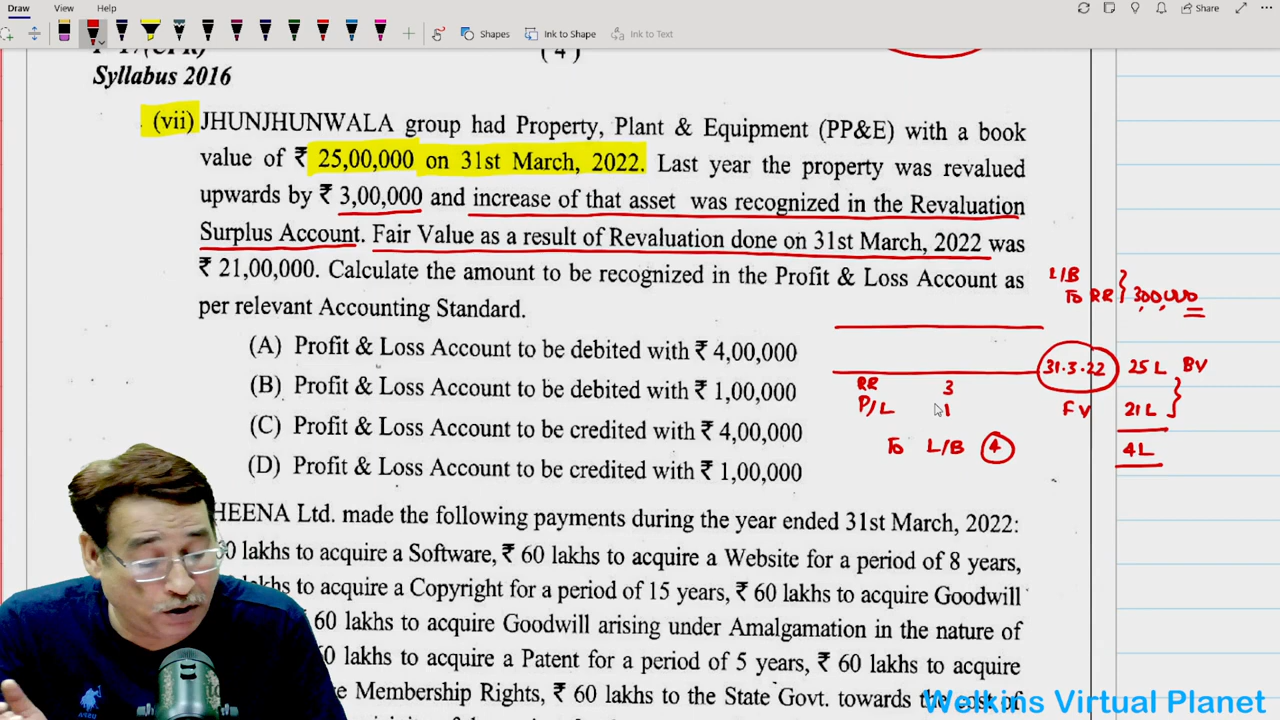 Draw Insert View
Share
Shapes Ink to Shape Ink to Text
P-17(CFR)
Syllabus 2016
(4)
(vii) JHUNJHUNWALA group had Property, Plant & Equipment (PP&E) with a book
value of ₹ 25,00,000 on 31st March, 2022. Last year the property was revalued
upwards by ₹ 3,00,000 and increase of that asset was recognized in the Revaluation
Surplus Account. Fair Value as a result of Revaluation done on 31st March, 2022 was
₹ 21,00,000. Calculate the amount to be recognized in the Profit & Loss Account as
per relevant Accounting Standard.
(A) Profit & Loss Account to be debited with ₹ 4,00,000
(B) Profit & Loss Account to be debited with ₹ 1,00,000
(C) Profit & Loss Account to be credited with ₹ 4,00,000
(D) Profit & Loss Account to be credited with ₹ 1,00,000
L/B
To RR 300,000
31.3.22 25 L BV
FV 21 L
4L
RR 3
P/L 1
To L/B 4
HEENA Ltd. made the following payments during the year ended 31st March, 2022:
60 lakhs to acquire a Software, ₹ 60 lakhs to acquire a Website for a period of 8 years,
lakhs to acquire a Copyright for a period of 15 years, ₹ 60 lakhs to acquire Goodwill
60 lakhs to acquire Goodwill arising under Amalgamation in the nature of
0 lakhs to acquire a Patent for a period of 5 years, ₹ 60 lakhs to acquire
e Membership Rights, ₹ 60 lakhs to the State Govt. towards the cost of
Welkins Virtual Planet